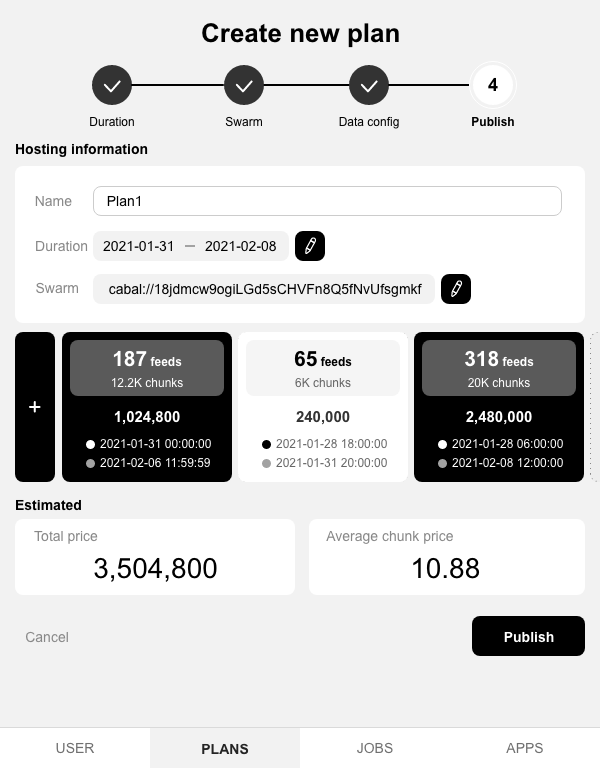 Create new plan
4
Duration
Swarm
Data config
Publish
Hosting information
Name
Plan1
Duration
2021-01-31 — 2021-02-08
Swarm
cabal://18jdmcw9ogiLGd5sCHVFn8Q5fNvUfsgmkf
+
187 feeds
12.2K chunks
1,024,800
2021-01-31 00:00:00
2021-02-06 11:59:59
65 feeds
6K chunks
240,000
2021-01-28 18:00:00
2021-01-31 20:00:00
318 feeds
20K chunks
2,480,000
2021-01-28 06:00:00
2021-02-08 12:00:00
Estimated
Total price
3,504,800
Average chunk price
10.88
Cancel
Publish
USER
PLANS
JOBS
APPS